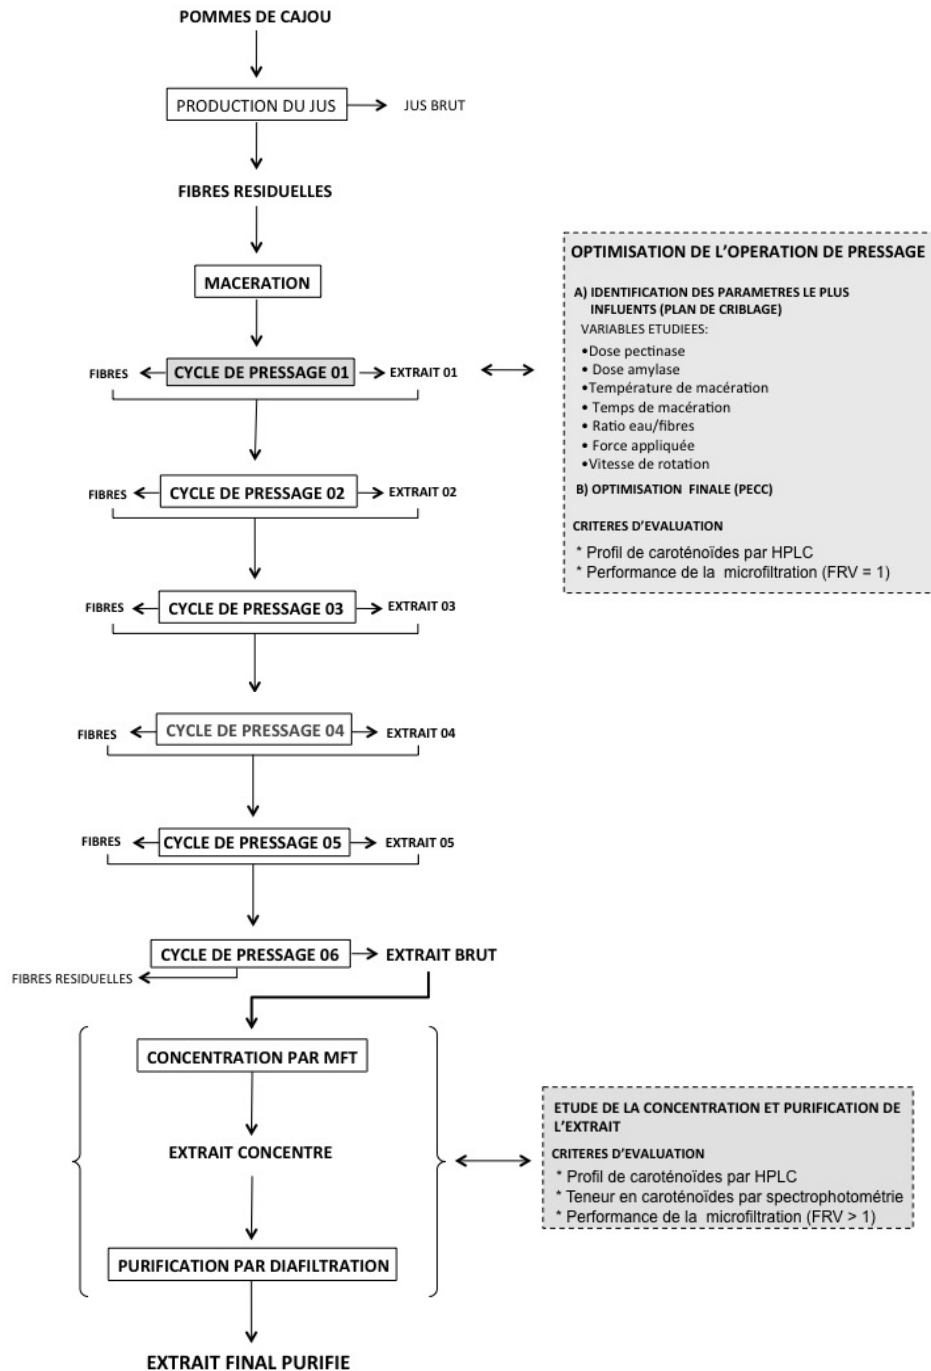 POMMES DE CAJOU
PRODUCTION DU JUS
JUS BRUT
FIBRES RESIDUELLES
MACERATION
FIBRES
CYCLE DE PRESSAGE 01
EXTRAIT 01
FIBRES
CYCLE DE PRESSAGE 02
EXTRAIT 02
FIBRES
CYCLE DE PRESSAGE 03
EXTRAIT 03
FIBRES
CYCLE DE PRESSAGE 04
EXTRAIT 04
FIBRES
CYCLE DE PRESSAGE 05
EXTRAIT 05
CYCLE DE PRESSAGE 06
EXTRAIT BRUT
FIBRES RESIDUELLES
CONCENTRATION PAR MFT
EXTRAIT CONCENTRE
PURIFICATION PAR DIAFILTRATION
EXTRAIT FINAL PURIFIE
OPTIMISATION DE L'OPERATION DE PRESSAGE
A) IDENTIFICATION DES PARAMETRES LE PLUS
INFLUENTS (PLAN DE CRIBLAGE)
VARIABLES ETUDIEES:
•Dose pectinase
• Dose amylase
•Température de macération
• Temps de macération
• Ratio eau/fibres
• Force appliquée
•Vitesse de rotation
B) OPTIMISATION FINALE (PECC)
CRITERES D'EVALUATION
* Profil de caroténoïdes par HPLC
* Performance de la microfiltration (FRV = 1)
ETUDE DE LA CONCENTRATION ET PURIFICATION DE
L'EXTRAIT
CRITERES D'EVALUATION
* Profil de caroténoïdes par HPLC
* Teneur en caroténoïdes par spectrophotométrie
* Performance de la microfiltration (FRV > 1)